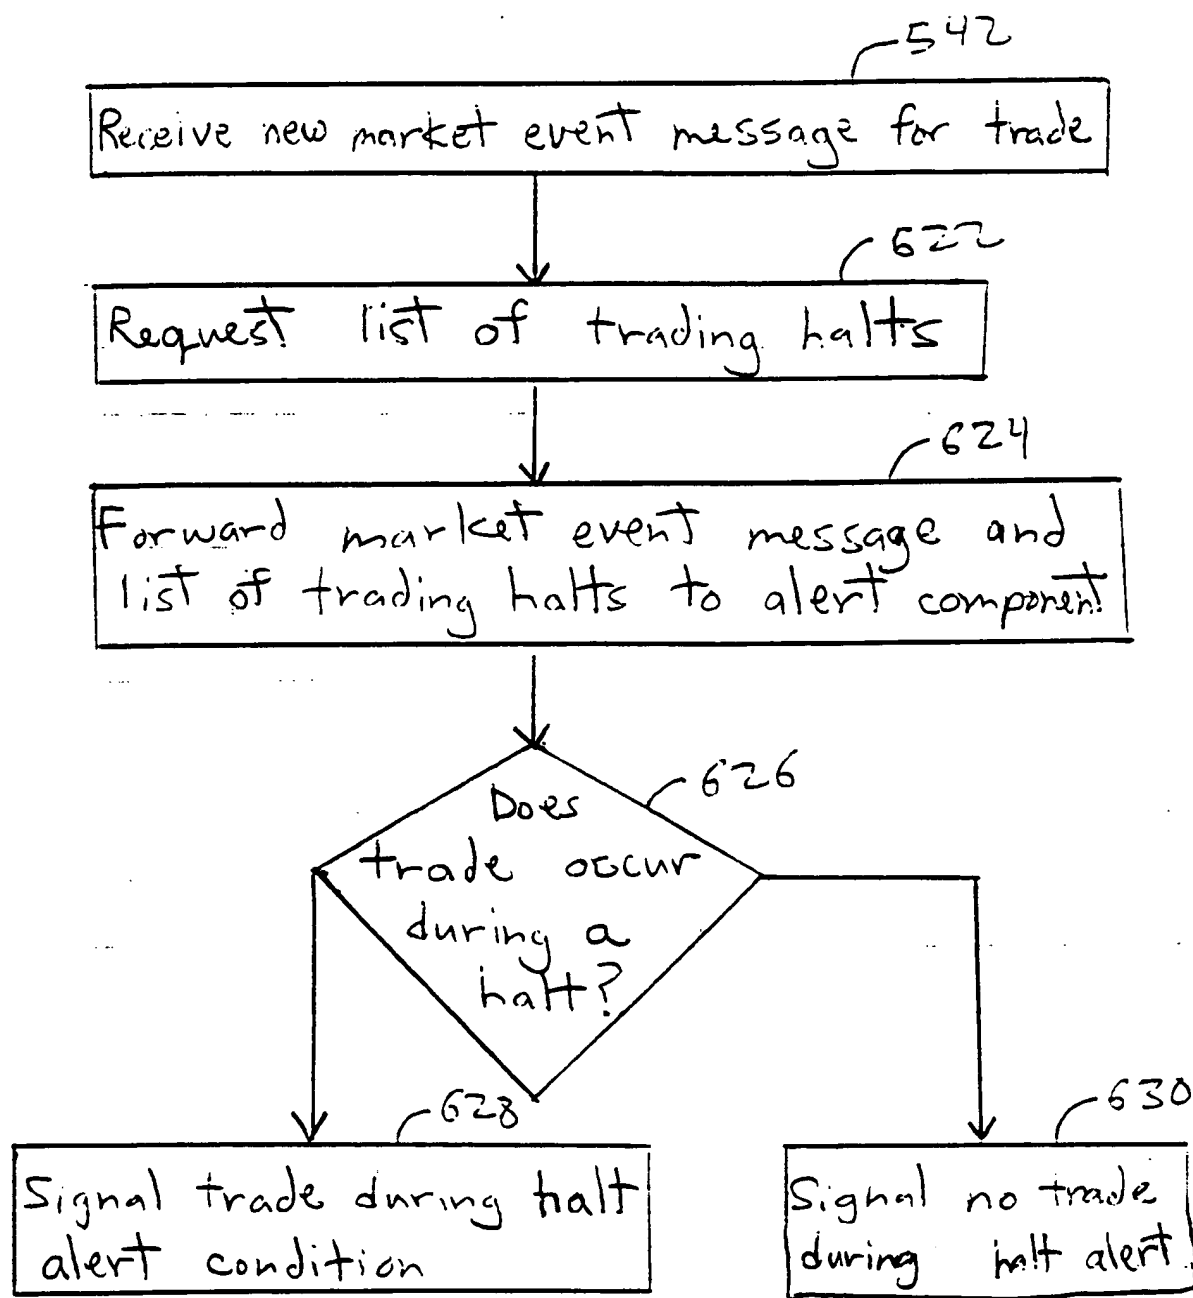 542
Receive new market event message for trade
622
Request list of trading halts
624
Forward market event message and
list of trading halts to alert component
626
Does
trade occur
during a
halt?
628
Signal trade during halt
alert condition
630
Signal no trade
during halt alert